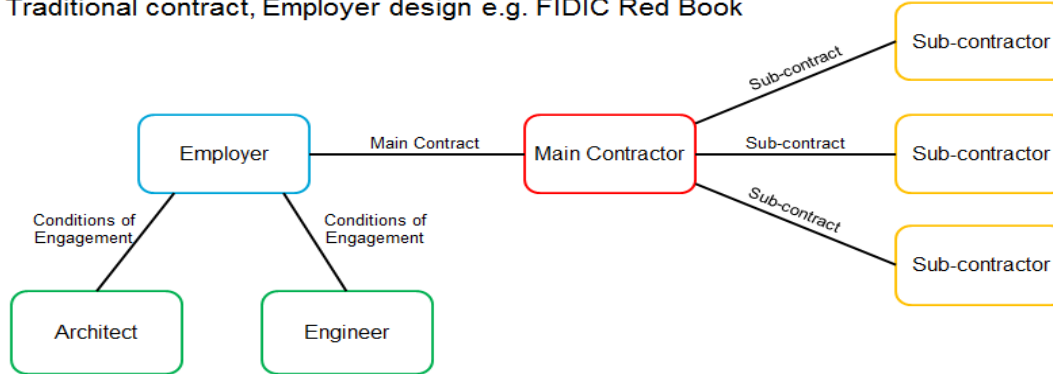 Traditional contract, Employer design e.g. FIDIC Red Book
Sub-contractor
Sub-contract
Employer
Main Contract
Main Contractor
Sub-contract
Sub-contractor
Conditions of
Engagement
Conditions of
Engagement
Sub-contract
Sub-contractor
Architect
Engineer